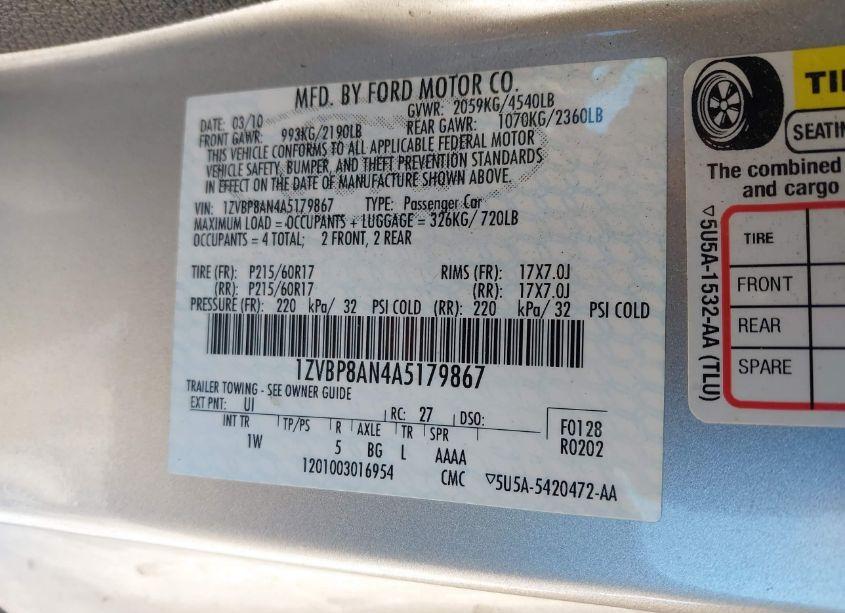 MFD. BY FORD MOTOR CO.
DATE: 03/10 GVWR: 2059KG/4540LB
FRONT GAWR: 993KG/2190LB REAR GAWR: 1070KG/2360LB
THIS VEHICLE CONFORMS TO ALL APPLICABLE FEDERAL MOTOR
VEHICLE SAFETY, BUMPER, AND THEFT PREVENTION STANDARDS
IN EFFECT ON THE DATE OF MANUFACTURE SHOWN ABOVE.
VIN: 1ZVBP8AN4A5179867 TYPE: Passenger Car
MAXIMUM LOAD = OCCUPANTS + LUGGAGE = 326KG/ 720LB
OCCUPANTS = 4 TOTAL; 2 FRONT, 2 REAR
TIRE (FR): P215/60R17 RIMS (FR): 17X7.0J
(RR): P215/60R17 (RR): 17X7.0J
PRESSURE (FR): 220 kPa/ 32 PSI COLD (RR): 220 kPa/ 32 PSI COLD
1ZVBP8AN4A5179867
TRAILER TOWING - SEE OWNER GUIDE
EXT PNT: UI RC: 27 DSO:
INT TR TP/PS R AXLE TR SPR
1W 5 BG L AAAA
F0128
R0202
1201003016954 CMC ▽5U5A-5420472-AA
TI
SEATIN
The combined
and cargo
▽5U5A-1532-AA (TLU)
TIRE
FRONT
REAR
SPARE